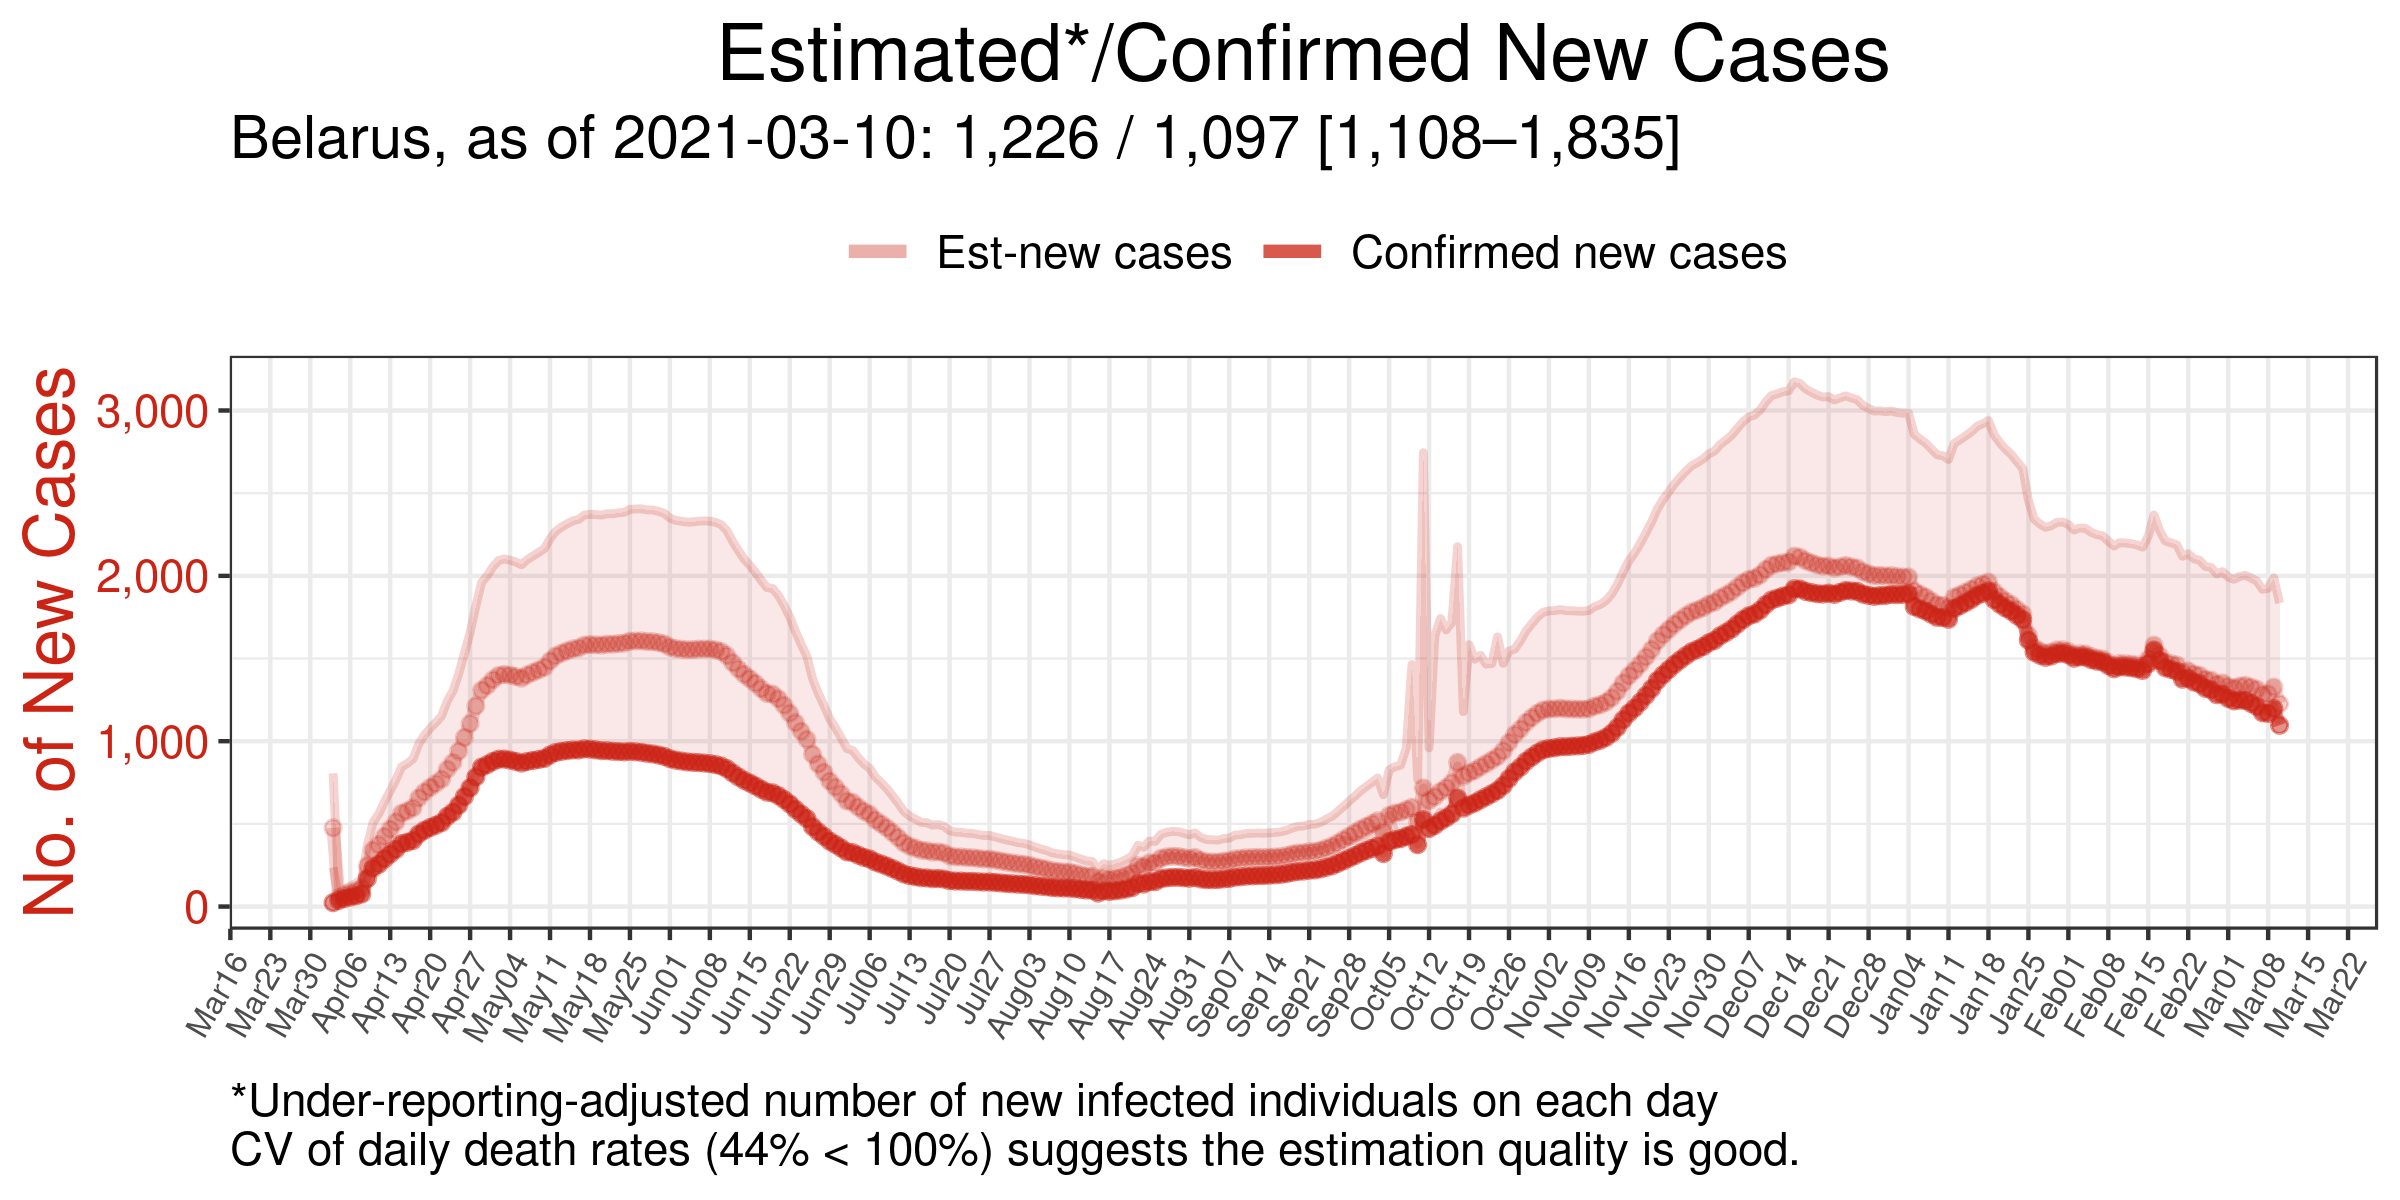 Estimated*/Confirmed New Cases
Belarus, as of 2021-03-10: 1,226 / 1,097 [1,108–1,835]
Est-new cases Confirmed new cases
No. of New Cases
3,000
2,000
1,000
0
Mar16 Mar23 Mar30 Apr06 Apr13 Apr20 Apr27 May04 May11 May18 May25 Jun01 Jun08 Jun15 Jun22 Jun29 Jul06 Jul13 Jul20 Jul27 Aug03 Aug10 Aug17 Aug24 Aug31 Sep07 Sep14 Sep21 Sep28 Oct05 Oct12 Oct19 Oct26 Nov02 Nov09 Nov16 Nov23 Nov30 Dec07 Dec14 Dec21 Dec28 Jan04 Jan11 Jan18 Jan25 Feb01 Feb08 Feb15 Feb22 Mar01 Mar08 Mar15 Mar22
*Under-reporting-adjusted number of new infected individuals on each day
CV of daily death rates (44% < 100%) suggests the estimation quality is good.